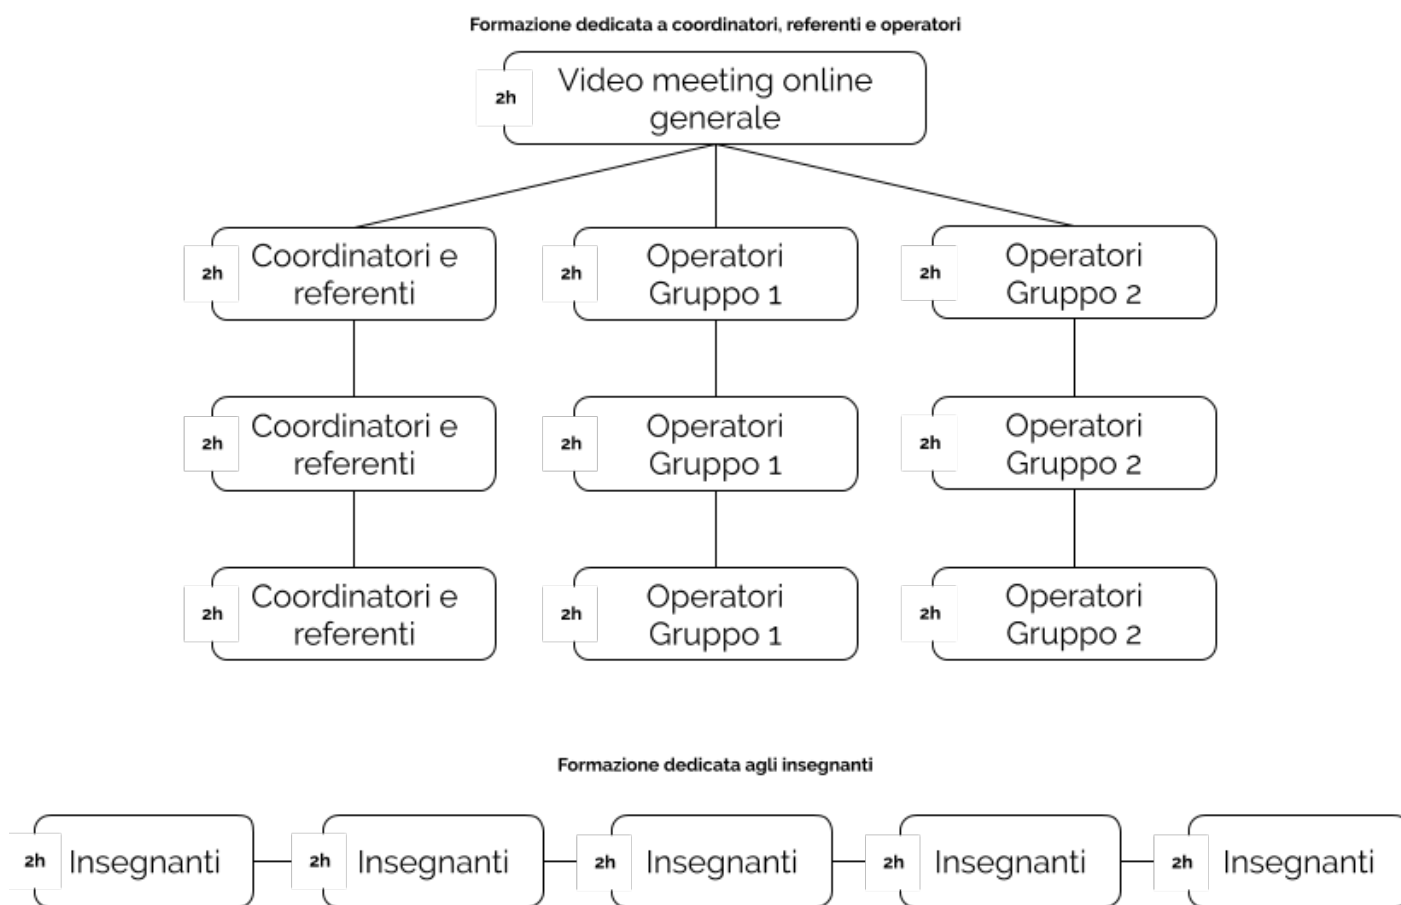 Formazione dedicata a coordinatori, referenti e operatori
2h
Video meeting online
generale
2h
Coordinatori e
referenti
2h
Operatori
Gruppo 1
2h
Operatori
Gruppo 2
2h
Coordinatori e
referenti
2h
Operatori
Gruppo 1
2h
Operatori
Gruppo 2
2h
Coordinatori e
referenti
2h
Operatori
Gruppo 1
2h
Operatori
Gruppo 2
Formazione dedicata agli insegnanti
2h
Insegnanti
2h
Insegnanti
2h
Insegnanti
2h
Insegnanti
2h
Insegnanti